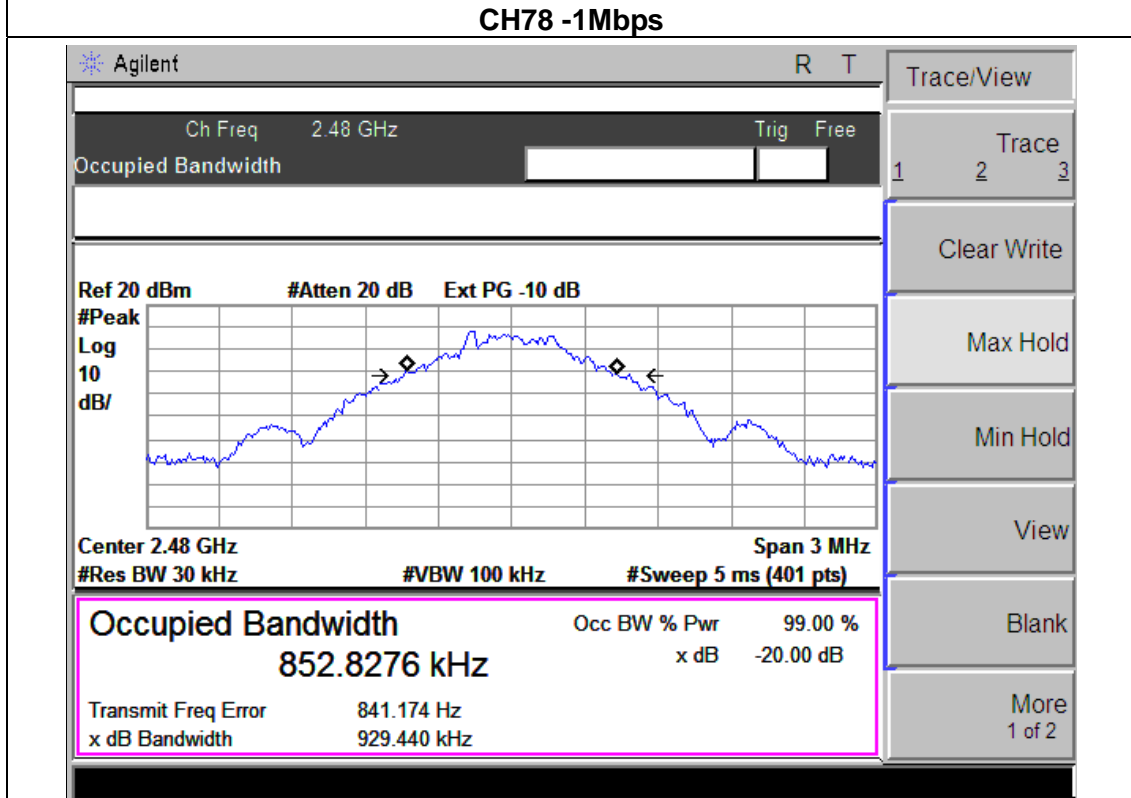 CH78 -1Mbps
Agilent R T
Trace/View
Ch Freq 2.48 GHz Trig Free
Occupied Bandwidth
Trace
1 2 3
Clear Write
Ref 20 dBm #Atten 20 dB Ext PG -10 dB
#Peak
Log
10
dB/
Max Hold
Min Hold
View
Center 2.48 GHz Span 3 MHz
#Res BW 30 kHz #VBW 100 kHz #Sweep 5 ms (401 pts)
Occupied Bandwidth Occ BW % Pwr 99.00 %
852.8276 kHz x dB -20.00 dB
Blank
Transmit Freq Error 841.174 Hz
x dB Bandwidth 929.440 kHz
More
1 of 2